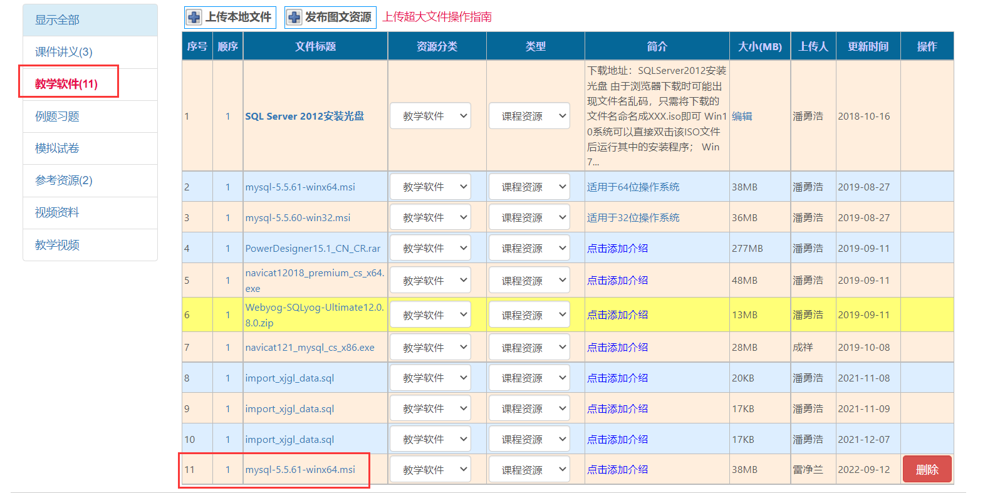 显示全部
课件讲义(3)
教学软件(11)
例题习题
模拟试卷
参考资源(2)
视频资料
教学视频
上传本地文件 发布图文资源 上传超大文件操作指南
序号 顺序 文件标题 资源分类 类型 简介 大小(MB) 上传人 更新时间 操作
1 1 SQL Server 2012安装光盘 教学软件 课程资源
下载地址：SQLServer2012安装
光盘 由于浏览器下载时可能出
现文件名乱码，只需将下载的
文件名命名成XXX.iso即可 Win1
0系统可以直接双击该ISO文件
后运行其中的安装程序； Win
7...
编辑 潘勇浩 2018-10-16
2 1 mysql-5.5.61-winx64.msi 教学软件 课程资源 适用于64位操作系统 38MB 潘勇浩 2019-08-27
3 1 mysql-5.5.60-win32.msi 教学软件 课程资源 适用于32位操作系统 36MB 潘勇浩 2019-08-27
4 1 PowerDesigner15.1_CN_CR.rar 教学软件 课程资源 点击添加介绍 277MB 潘勇浩 2019-09-11
5 1 navicat12018_premium_cs_x64.
exe 教学软件 课程资源 点击添加介绍 48MB 潘勇浩 2019-09-11
6 1 Webyog-SQLyog-Ultimate12.0.
8.0.zip 教学软件 课程资源 点击添加介绍 13MB 潘勇浩 2019-09-11
7 1 navicat121_mysql_cs_x86.exe 教学软件 课程资源 点击添加介绍 28MB 成祥 2019-10-08
8 1 import_xjgl_data.sql 教学软件 课程资源 点击添加介绍 20KB 潘勇浩 2021-11-08
9 1 import_xjgl_data.sql 教学软件 课程资源 点击添加介绍 17KB 潘勇浩 2021-11-09
10 1 import_xjgl_data.sql 教学软件 课程资源 点击添加介绍 17KB 潘勇浩 2021-12-07
11 1 mysql-5.5.61-winx64.msi 教学软件 课程资源 点击添加介绍 38MB 雷净兰 2022-09-12 删除